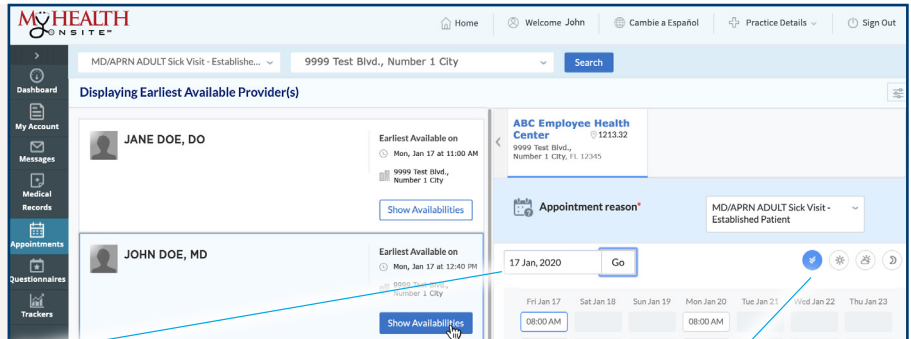 MYHEALTH
ONSITE℠
Home
Welcome John
Cambie a Español
Practice Details
Sign Out
MD/APRN ADULT Sick Visit - Establishe...
9999 Test Blvd., Number 1 City
Search
Dashboard
My Account
Messages
Medical
Records
Appointments
Questionnaires
Trackers
Displaying Earliest Available Provider(s)
JANE DOE, DO
Earliest Available on
Mon, Jan 17 at 11:00 AM
9999 Test Blvd.,
Number 1 City
Show Availabilities
JOHN DOE, MD
Earliest Available on
Mon, Jan 17 at 12:40 PM
9999 Test Blvd.,
Number 1 City
Show Availabilities
ABC Employee Health
Center 1213.32
9999 Test Blvd.,
Number 1 City, FL 12345
Appointment reason*
MD/APRN ADULT Sick Visit -
Established Patient
17 Jan, 2020 Go
Fri Jan 17 Sat Jan 18 Sun Jan 19 Mon Jan 20 Tue Jan 21 Wed Jan 22 Thu Jan 23
08:00 AM 08:00 AM